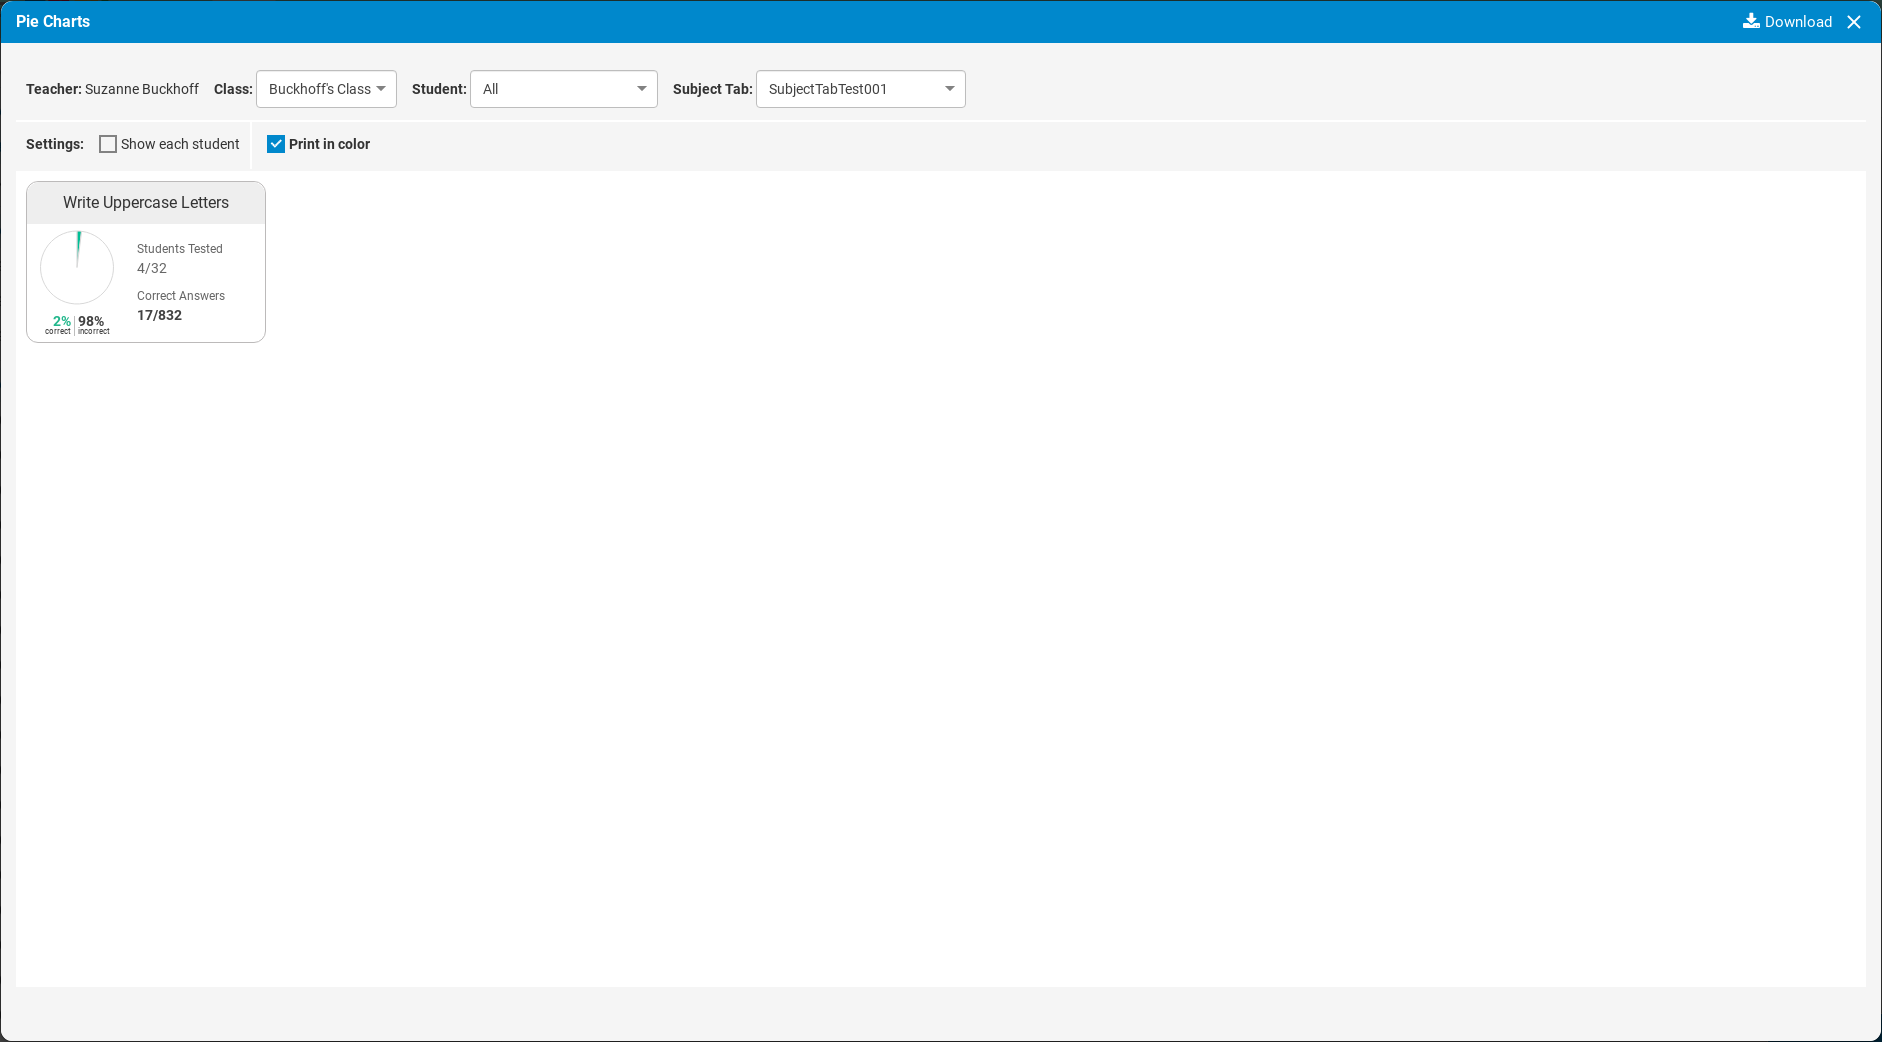 Pie Charts
Download
Teacher: Suzanne Buckhoff Class: Buckhoff's Class Student: All Subject Tab: SubjectTabTest001
Settings: Show each student Print in color
Write Uppercase Letters
Students Tested
4/32
Correct Answers
17/832
2% 98%
correct incorrect